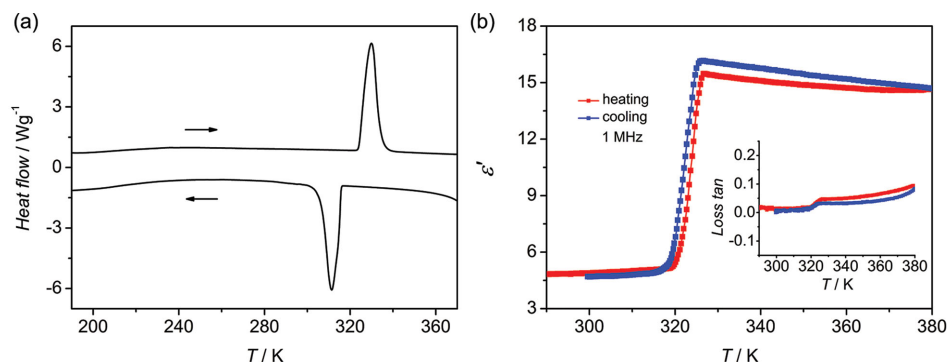 (a)
Heat flow / Wg⁻¹
6
3
0
-3
-6
200 240 280 320 360
T / K
(b)
ε'
18
15
12
9
6
3
heating
cooling
1 MHz
Loss tan
0.2
0.1
0.0
-0.1
300 320 340 360 380
T / K
300 320 340 360 380
T / K